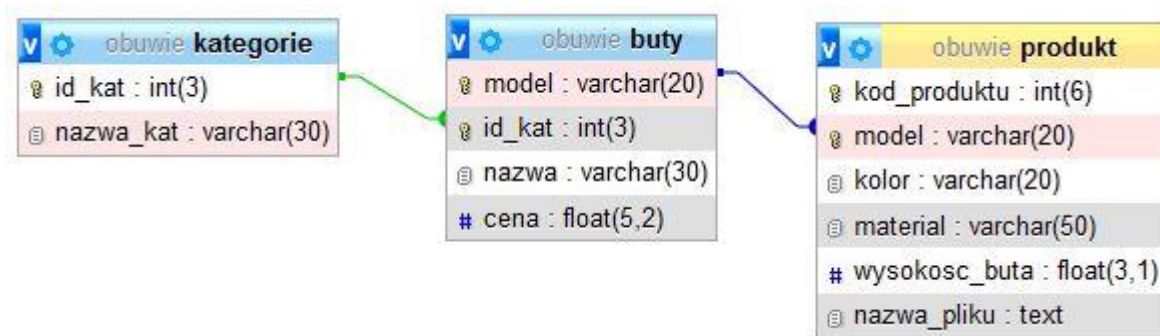 v obuwie kategorie
id_kat : int(3)
nazwa_kat : varchar(30)
v obuwie buty
model : varchar(20)
id_kat : int(3)
nazwa : varchar(30)
# cena : float(5,2)
v obuwie produkt
kod_produktu : int(6)
model : varchar(20)
kolor : varchar(20)
material : varchar(50)
# wysokosc_buta : float(3,1)
nazwa_pliku : text